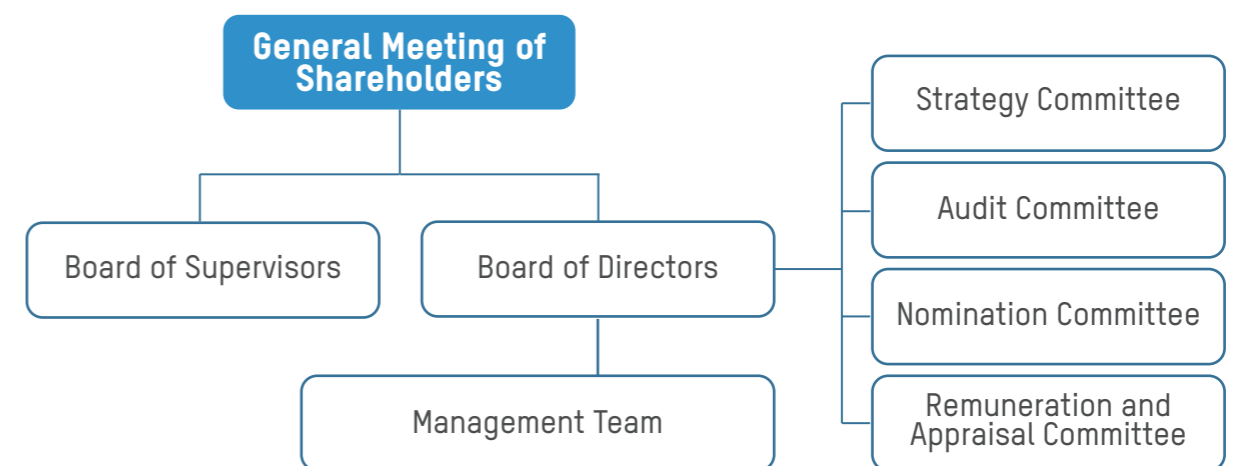 General Meeting of
Shareholders
Board of Supervisors
Board of Directors
Management Team
Strategy Committee
Audit Committee
Nomination Committee
Remuneration and
Appraisal Committee